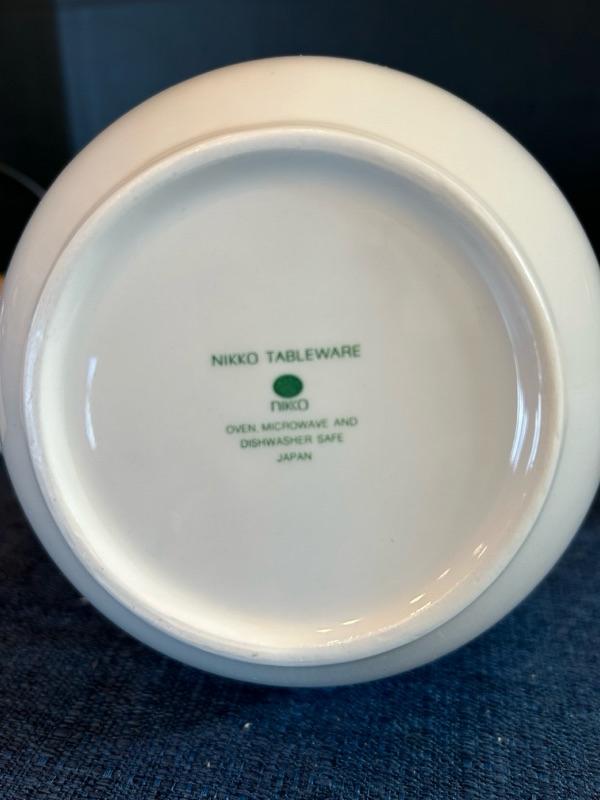 NIKKO TABLEWARE
NIKKO
OVEN, MICROWAVE AND
DISHWASHER SAFE
JAPAN